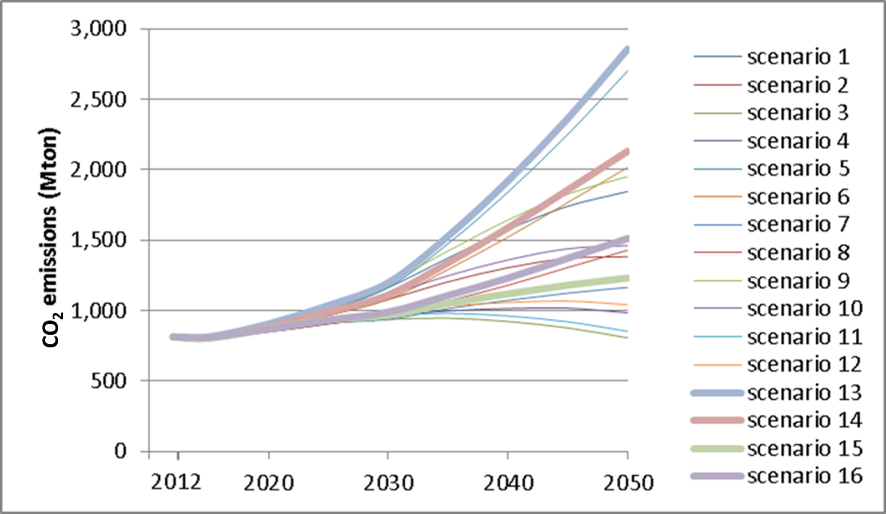 3,000
2,500
2,000
1,500
1,000
500
0
CO₂ emissions (Mton)
2012 2020 2030 2040 2050
scenario 1
scenario 2
scenario 3
scenario 4
scenario 5
scenario 6
scenario 7
scenario 8
scenario 9
scenario 10
scenario 11
scenario 12
scenario 13
scenario 14
scenario 15
scenario 16